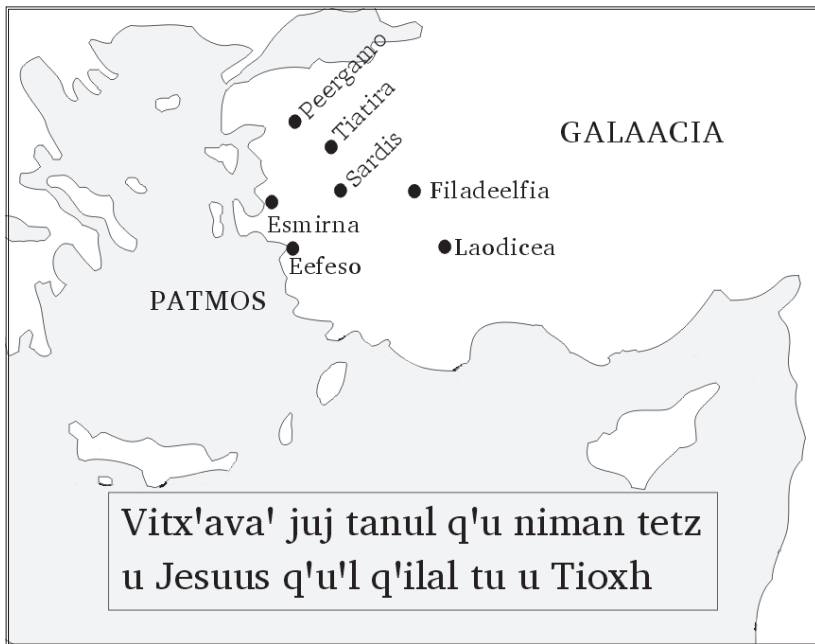 Peergamo
Tiatira
GALAACIA
Sardis
Filadeelfia
Esmirna
Laodicea
Eefeso
PATMOS
Vitx'ava' juj tanul q'u niman tetz
u Jesuus q'u'l q'ilal tu u Tioxh